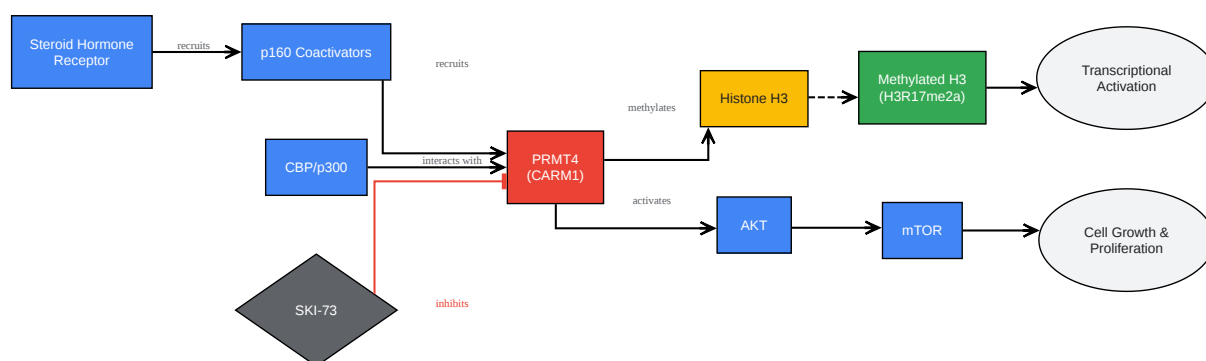 Steroid Hormone
Receptor
recruits
p160 Coactivators
recruits
CBP/p300
interacts with
PRMT4
(CARM1)
methylates
Histone H3
Methylated H3
(H3R17me2a)
Transcriptional
Activation
activates
AKT
mTOR
Cell Growth &
Proliferation
SKI-73
inhibits